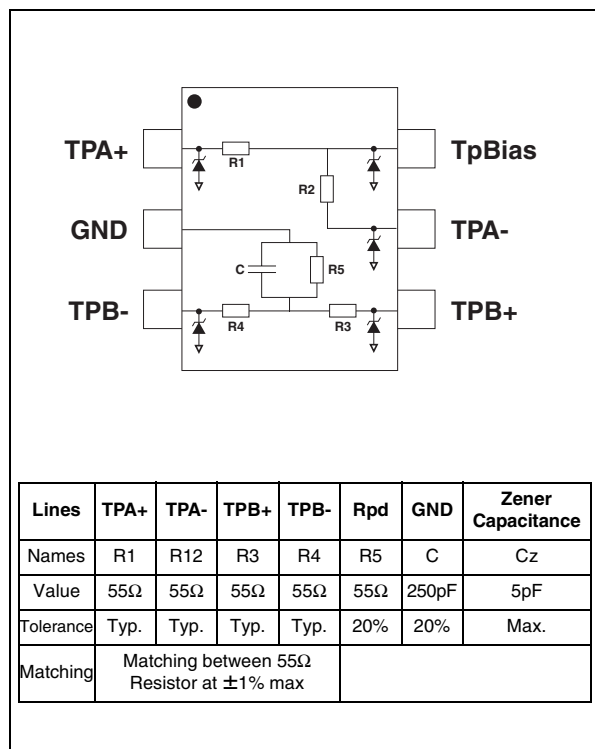 TPA+
R1
TpBias
R2
GND
TPA-
C
R5
TPB-
R4
R3
TPB+
Lines TPA+ TPA- TPB+ TPB- Rpd GND Zener Capacitance
Names R1 R12 R3 R4 R5 C Cz
Value 55Ω 55Ω 55Ω 55Ω 55Ω 250pF 5pF
Tolerance Typ. Typ. Typ. Typ. 20% 20% Max.
Matching Matching between 55Ω
Resistor at ±1% max